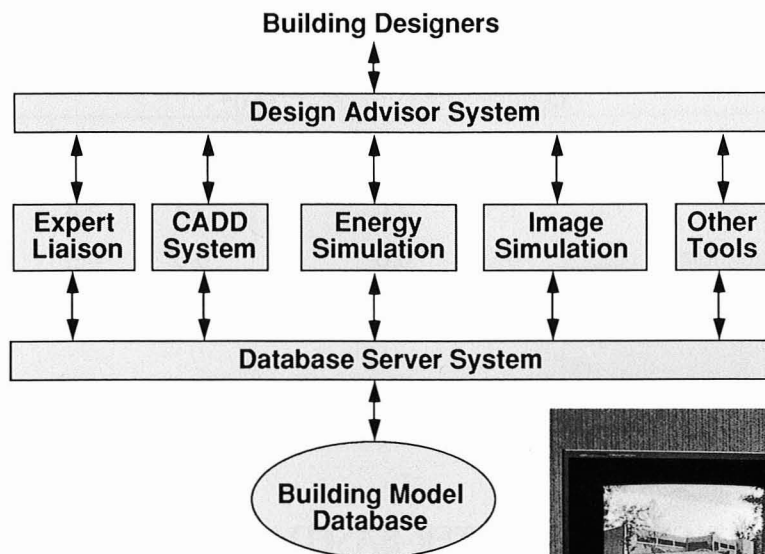 Building Designers
Design Advisor System
Expert
Liaison
CADD
System
Energy
Simulation
Image
Simulation
Other
Tools
Database Server System
Building Model
Database